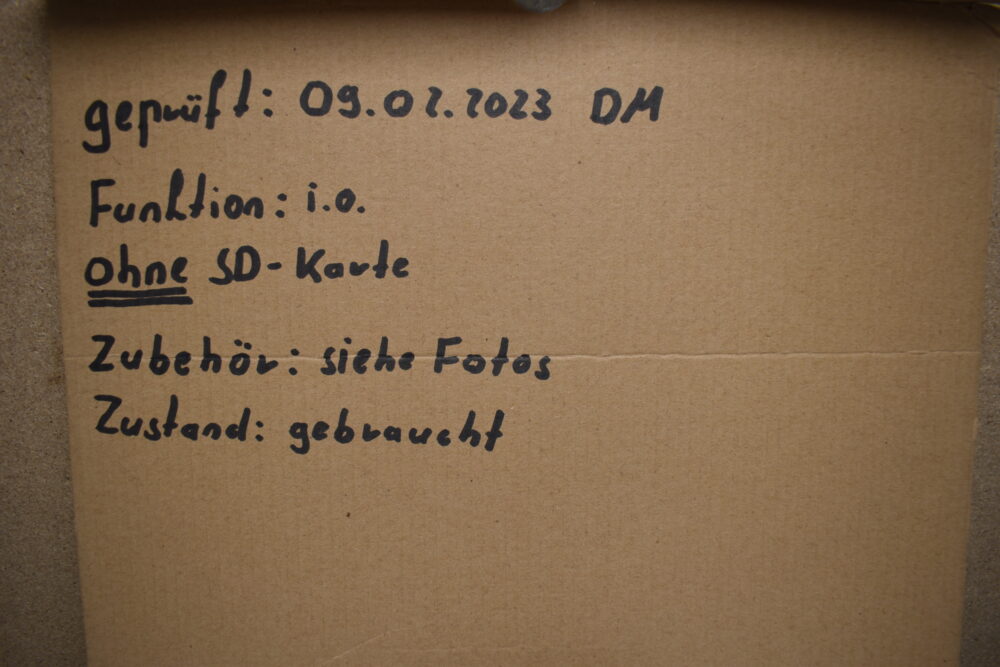 geprüft: 09.02.2023 DM
Funktion: i.o.
ohne SD-Karte
Zubehör: siehe Fotos
Zustand: gebraucht